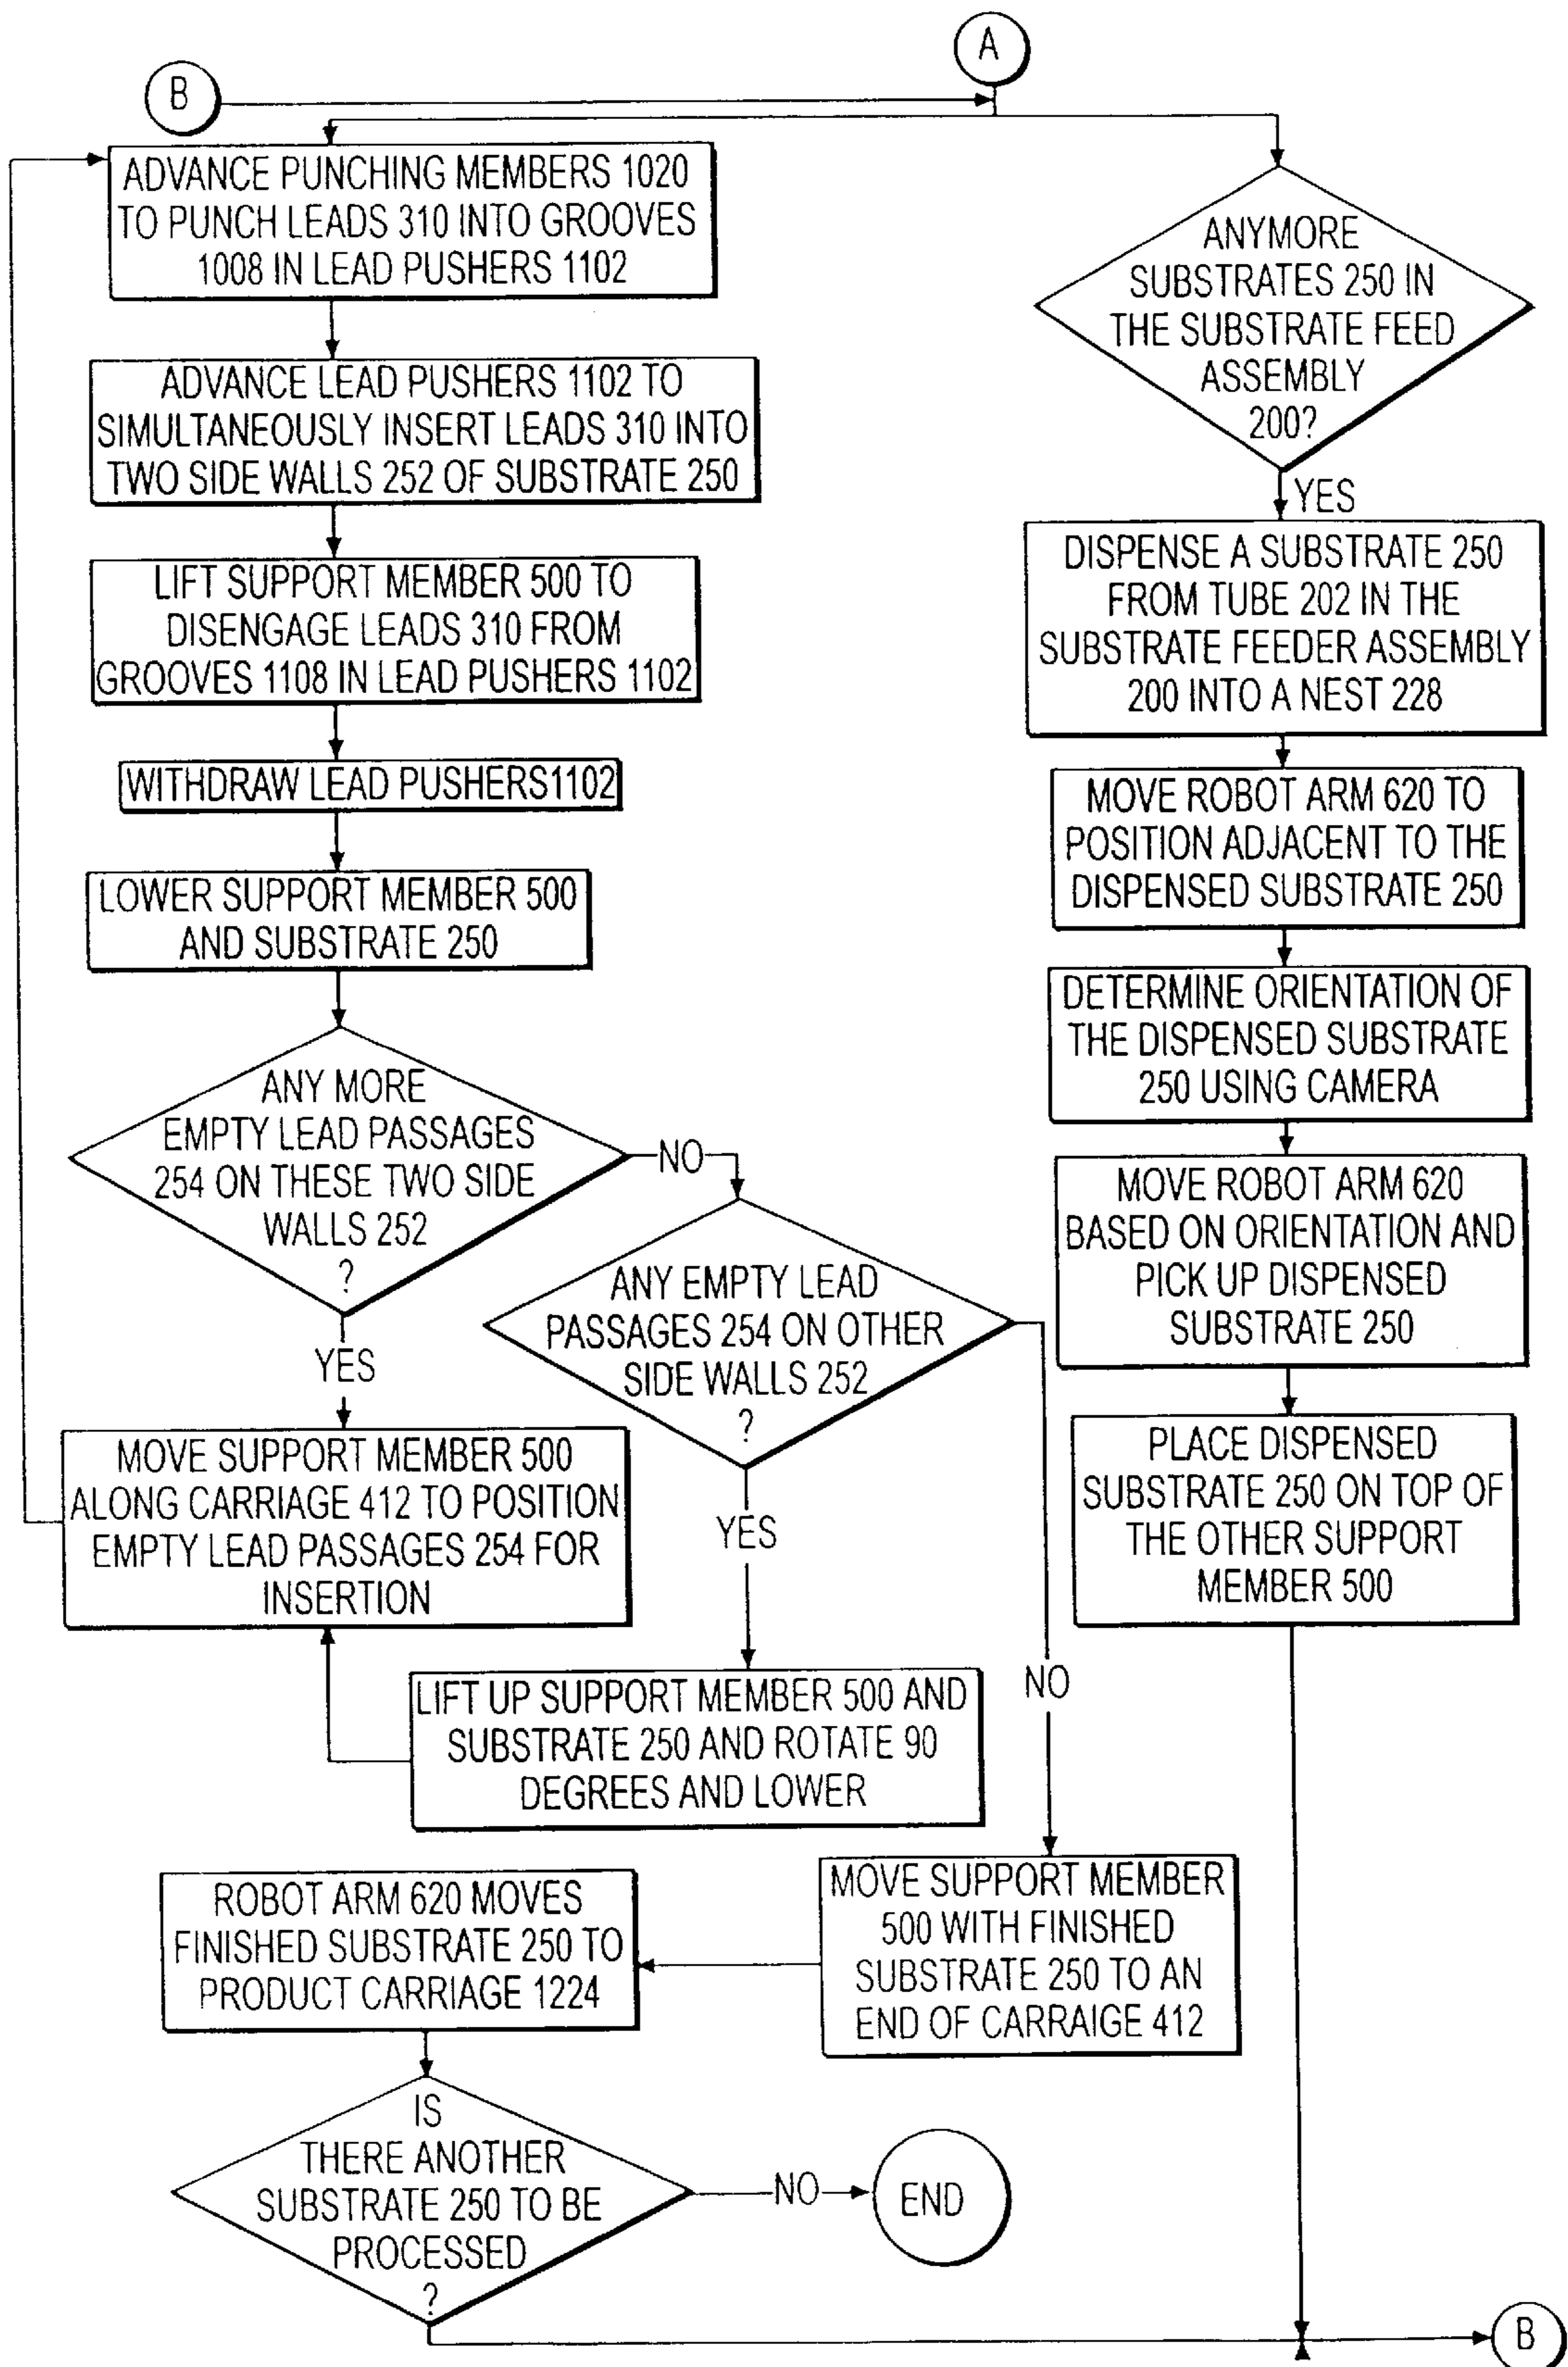 A
B
ADVANCE PUNCHING MEMBERS 1020
TO PUNCH LEADS 310 INTO GROOVES
1008 IN LEAD PUSHERS 1102
ADVANCE LEAD PUSHERS 1102 TO
SIMULTANEOUSLY INSERT LEADS 310 INTO
TWO SIDE WALLS 252 OF SUBSTRATE 250
LIFT SUPPORT MEMBER 500 TO
DISENGAGE LEADS 310 FROM
GROOVES 1108 IN LEAD PUSHERS 1102
WITHDRAW LEAD PUSHERS1102
LOWER SUPPORT MEMBER 500
AND SUBSTRATE 250
ANY MORE
EMPTY LEAD PASSAGES
254 ON THESE TWO SIDE
WALLS 252
?
NO
YES
ANY EMPTY LEAD
PASSAGES 254 ON OTHER
SIDE WALLS 252
?
YES
NO
MOVE SUPPORT MEMBER 500
ALONG CARRIAGE 412 TO POSITION
EMPTY LEAD PASSAGES 254 FOR
INSERTION
LIFT UP SUPPORT MEMBER 500 AND
SUBSTRATE 250 AND ROTATE 90
DEGREES AND LOWER
MOVE SUPPORT MEMBER
500 WITH FINISHED
SUBSTRATE 250 TO AN
END OF CARRAIGE 412
ROBOT ARM 620 MOVES
FINISHED SUBSTRATE 250 TO
PRODUCT CARRIAGE 1224
IS
THERE ANOTHER
SUBSTRATE 250 TO BE
PROCESSED
?
NO
END
ANYMORE
SUBSTRATES 250 IN
THE SUBSTRATE FEED
ASSEMBLY
200?
YES
DISPENSE A SUBSTRATE 250
FROM TUBE 202 IN THE
SUBSTRATE FEEDER ASSEMBLY
200 INTO A NEST 228
MOVE ROBOT ARM 620 TO
POSITION ADJACENT TO THE
DISPENSED SUBSTRATE 250
DETERMINE ORIENTATION OF
THE DISPENSED SUBSTRATE
250 USING CAMERA
MOVE ROBOT ARM 620
BASED ON ORIENTATION AND
PICK UP DISPENSED
SUBSTRATE 250
PLACE DISPENSED
SUBSTRATE 250 ON TOP OF
THE OTHER SUPPORT
MEMBER 500
B